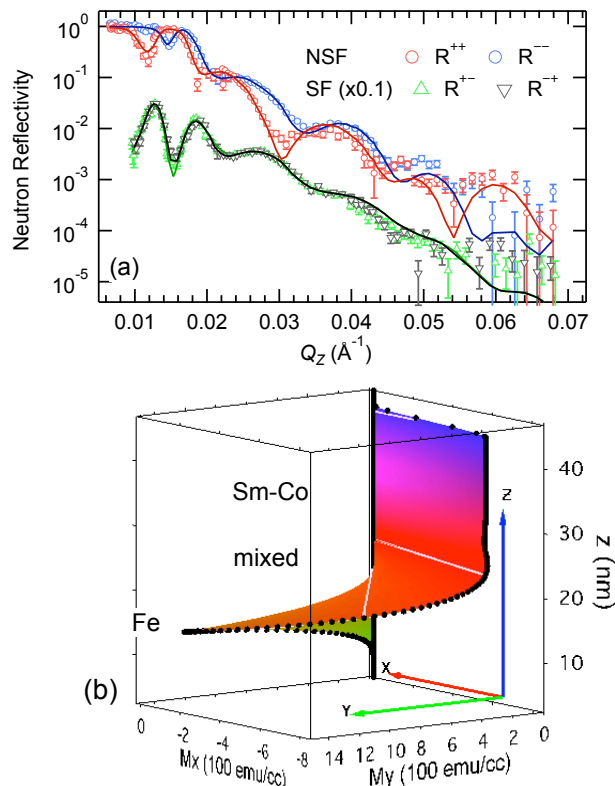 10⁰
NSF R⁺⁺ R⁻⁻
10⁻¹
SF (x0.1) R⁺⁻ R⁻⁺
10⁻²
10⁻³
10⁻⁴
10⁻⁵
Neutron Reflectivity
(a)
0.01 0.02 0.03 0.04 0.05 0.06 0.07
Q_Z (Å⁻¹)
Sm-Co
mixed
Fe
(b)
Z
X
Y
40
30
20
10
z (nm)
0 -2 -4 -6 -8
Mx (100 emu/cc)
14 12 10 8 6 4 2 0
My (100 emu/cc)